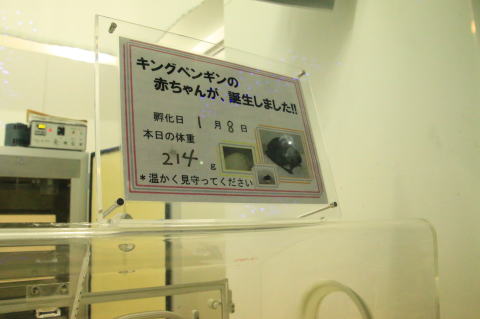 キングペンギンの
赤ちゃんが、誕生しました!!
孵化日 1月8日
本日の体重
214 g
*温かく見守ってください